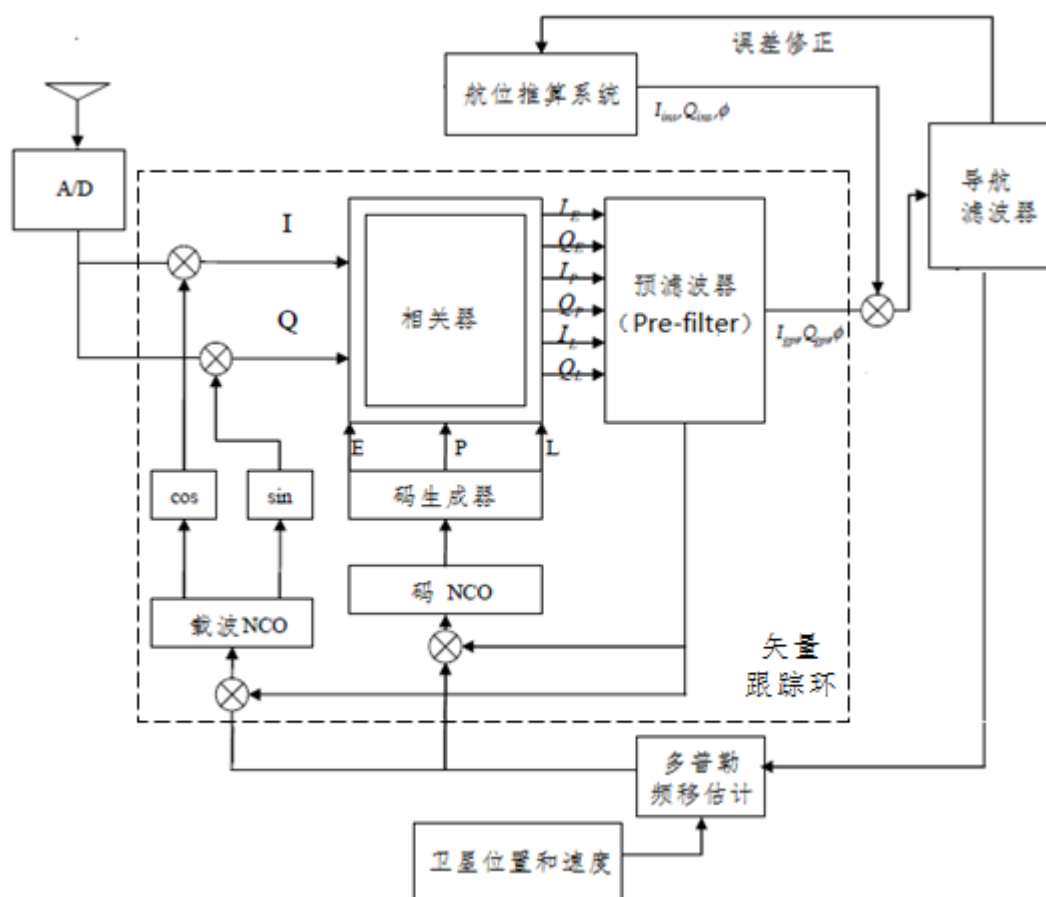 误差修正
航位推算系统
I_ins,Q_ins,ϕ
A/D
导航
滤波器
I
I_E
Q_E
I_P
Q_P
I_L
Q_L
相关器
预滤波器
(Pre-filter)
Q
I_gps,Q_gps,ϕ
E
P
L
cos
sin
码生成器
码 NCO
载波NCO
矢量
跟踪环
多普勒
频移估计
卫星位置和速度